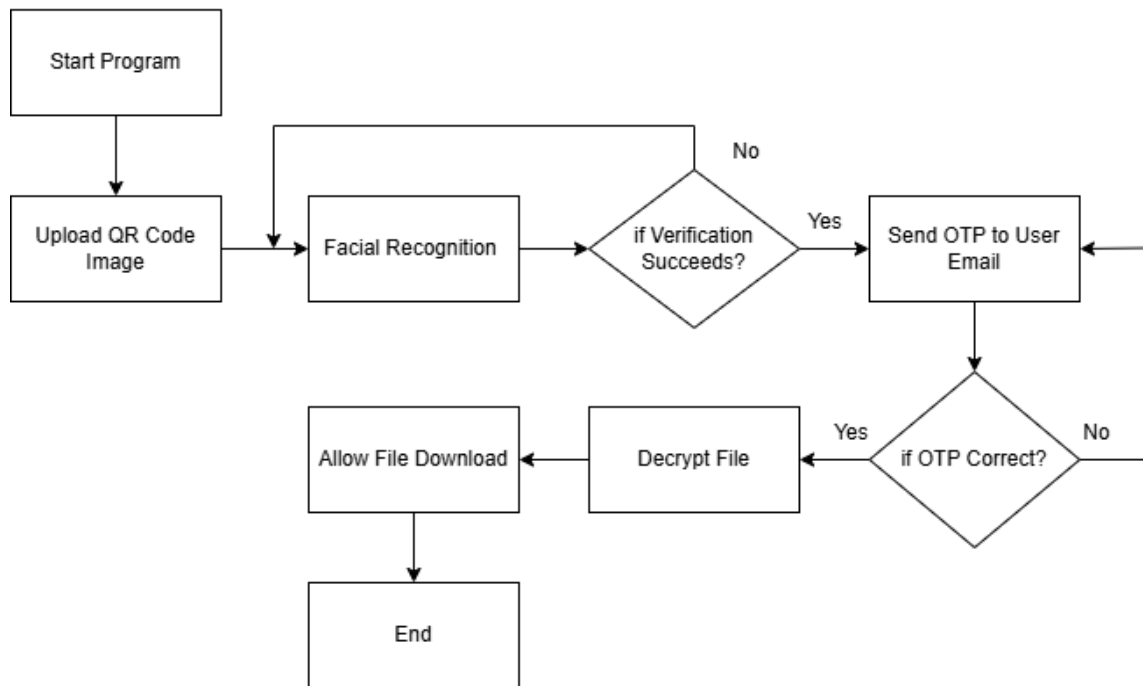 Start Program
No
Upload QR Code
Image
Facial Recognition
if Verification
Succeeds?
Yes
Send OTP to User
Email
Allow File Download
Decrypt File
Yes
if OTP Correct?
No
End